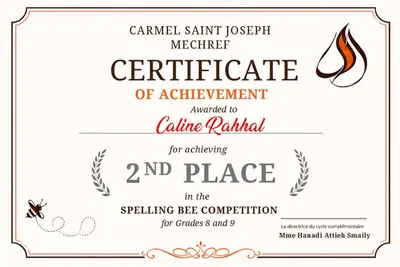 CARMEL SAINT JOSEPH
MECHREF
CERTIFICATE
OF ACHIEVEMENT
Awarded to
Caline Rahhal
for achieving
2ND PLACE
in the
SPELLING BEE COMPETITION
for Grades 8 and 9
La directrice du cycle complémentaire
Mme Hanadi Attieh Smaily